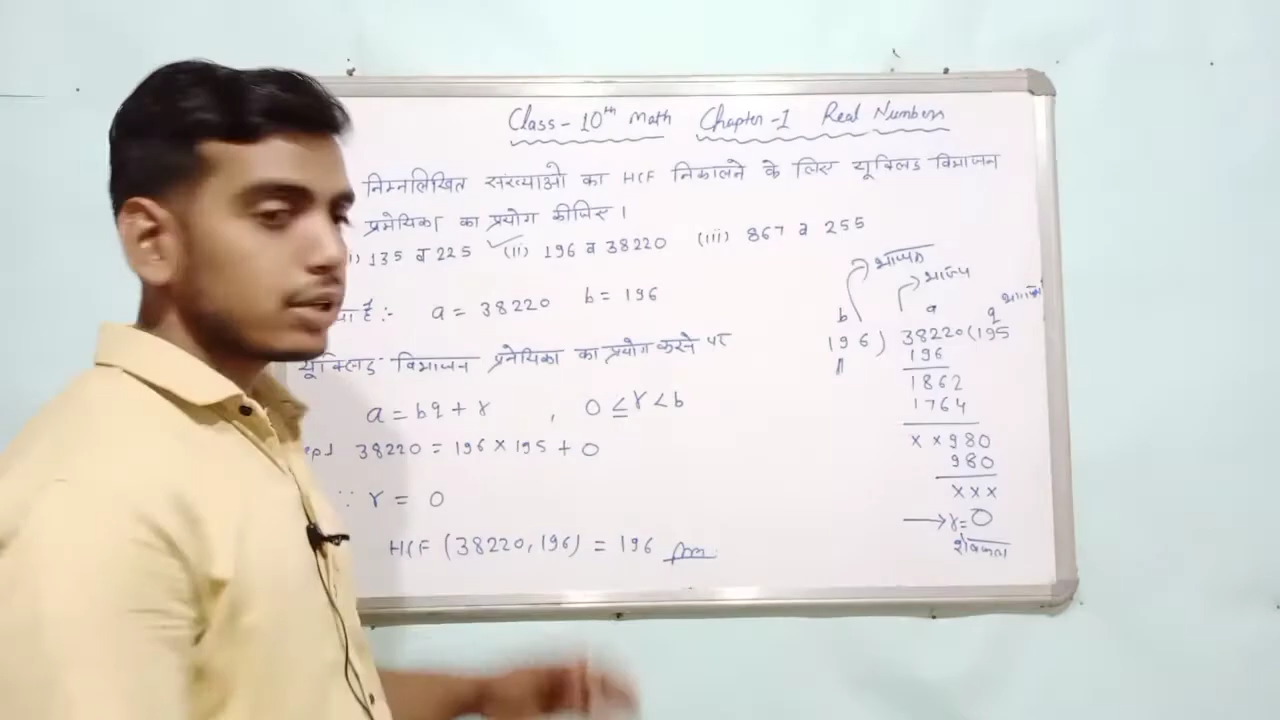 Class - 10th Math Chapter - 1 Real Numbers
निम्नलिखित संख्याओ का HCF निकालने के लिए यूक्लिड विभाजन
प्रमेयिका का प्रयोग कीजिए ।
i) 135 व 225 (ii) 196 व 38220 (iii) 867 व 255
है :- a = 38220 b = 196
यूक्लिड विभाजन प्रमेयिका का प्रयोग करने पर
a = bq + r , 0 ≤ r < b
ep 1 38220 = 196 × 195 + 0
∵ r = 0
HCF (38220, 196) = 196 Ans
भाजक
भाज्य
b a q
196 ) 38220 ( 195
196
1862
1764
× × 980
980
× × ×
→ r = 0
शेषफल